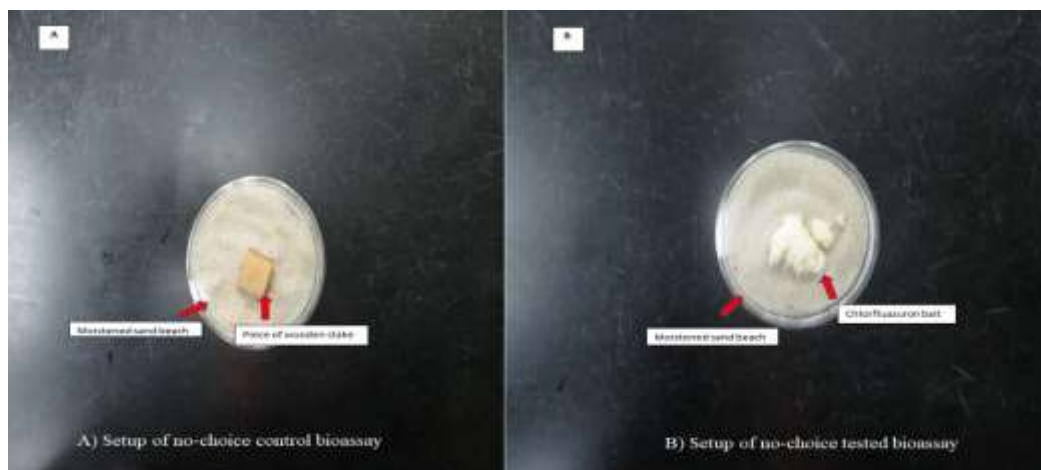 A
B
Moistened sand beach
Piece of wooden stake
Chlorfluazuron bait
Moistened sand beach
A) Setup of no-choice control bioassay
B) Setup of no-choice tested bioassay